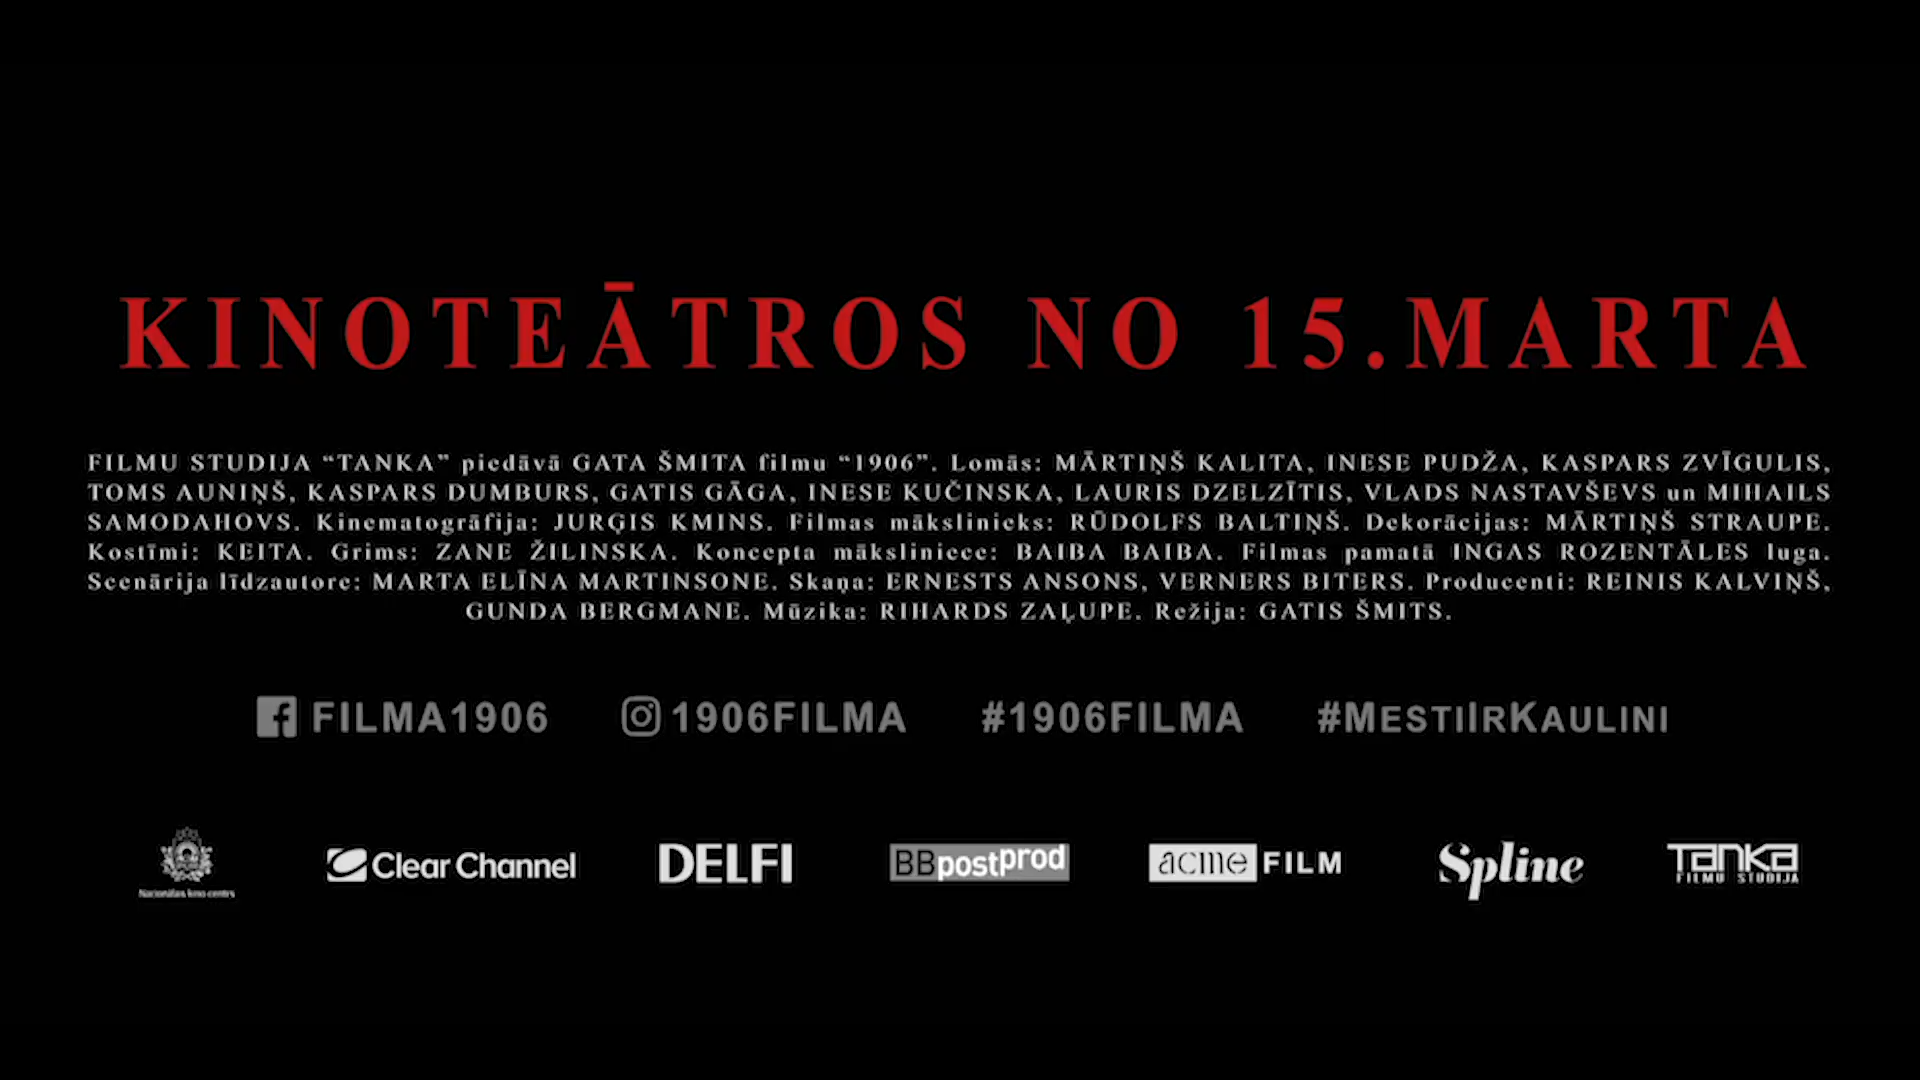 KINOTEĀTROS NO 15.MARTA
FILMU STUDIJA “TANKA” piedāvā GATA ŠMITA filmu “1906”. Lomās: MĀRTIŅŠ KALITA, INESE PUDŽA, KASPARS ZVĪGULIS,
TOMS AUNIŅŠ, KASPARS DUMBURS, GATIS GĀGA, INESE KUČINSKA, LAURIS DZELZĪTIS, VLADS NASTAVŠEVS un MIHAILS
SAMODAHOVS. Kinematogrāfija: JURĢIS KMINS. Filmas mākslinieks: RŪDOLFS BALTIŅŠ. Dekorācijas: MĀRTIŅŠ STRAUPE.
Kostīmi: KEITA. Grims: ZANE ŽILINSKA. Koncepta māksliniece: BAIBA BAIBA. Filmas pamatā INGAS ROZENTĀLES luga.
Scenārija līdzautore: MARTA ELĪNA MARTINSONE. Skaņa: ERNESTS ANSONS, VERNERS BITERS. Producenti: REINIS KALVIŅŠ,
GUNDA BERGMANE. Mūzika: RIHARDS ZAĻUPE. Režija: GATIS ŠMITS.
FILMA1906 1906FILMA #1906FILMA #MESTIIRKAULINI
Nacionālais kino centrs Clear Channel DELFI BBpostprod acme FILM Spline Tanka FILMU STUDIJA